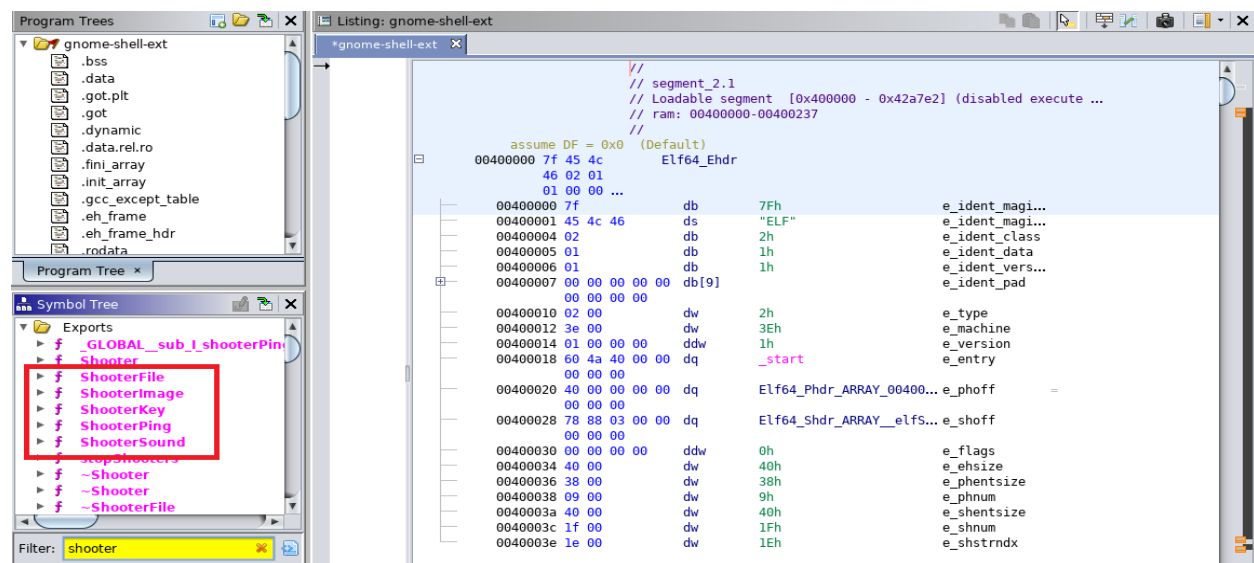 Program Trees
gnome-shell-ext
.bss
.data
.got.plt
.got
.dynamic
.data.rel.ro
.fini_array
.init_array
.gcc_except_table
.eh_frame
.eh_frame_hdr
.rodata
Program Tree ×
Symbol Tree
Exports
f _GLOBAL__sub_I_shooterPin
f Shooter
f ShooterFile
f ShooterImage
f ShooterKey
f ShooterPing
f ShooterSound
f stopShooters
f ~Shooter
f ~Shooter
f ~ShooterFile
Filter: shooter
Listing: gnome-shell-ext
*gnome-shell-ext
//
// segment_2.1
// Loadable segment [0x400000 - 0x42a7e2] (disabled execute ...
// ram: 00400000-00400237
//
assume DF = 0x0 (Default)
00400000 7f 45 4c Elf64_Ehdr
46 02 01
01 00 00 ...
00400000 7f db 7Fh e_ident_magi...
00400001 45 4c 46 ds "ELF" e_ident_magi...
00400004 02 db 2h e_ident_class
00400005 01 db 1h e_ident_data
00400006 01 db 1h e_ident_vers...
00400007 00 00 00 00 00 db[9] e_ident_pad
00 00 00 00
00400010 02 00 dw 2h e_type
00400012 3e 00 dw 3Eh e_machine
00400014 01 00 00 00 ddw 1h e_version
00400018 60 4a 40 00 00 dq _start e_entry
00 00 00
00400020 40 00 00 00 00 dq Elf64_Phdr_ARRAY_00400... e_phoff =
00 00 00
00400028 78 88 03 00 00 dq Elf64_Shdr_ARRAY__elfS... e_shoff
00 00 00
00400030 00 00 00 00 ddw 0h e_flags
00400034 40 00 dw 40h e_ehsize
00400036 38 00 dw 38h e_phentsize
00400038 09 00 dw 9h e_phnum
0040003a 40 00 dw 40h e_shentsize
0040003c 1f 00 dw 1Fh e_shnum
0040003e 1e 00 dw 1Eh e_shstrndx